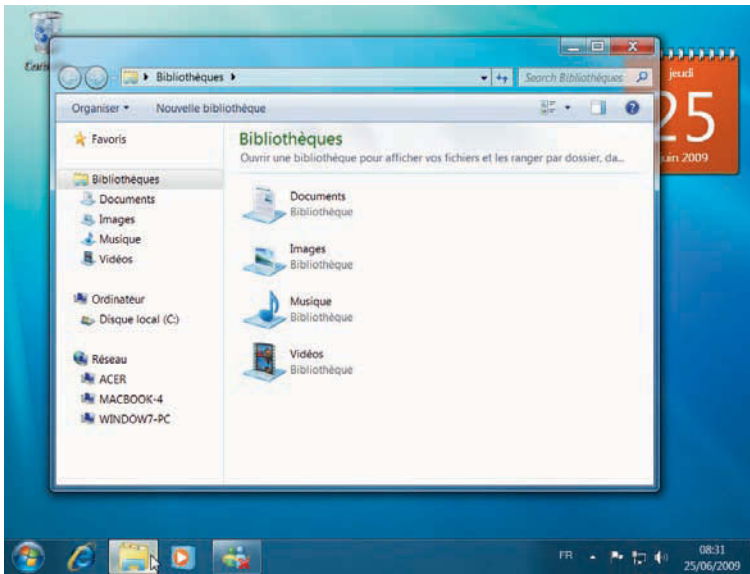 Bibliothèques
Search Bibliothèques
Organiser
Nouvelle bibliothèque
Favoris
Bibliothèques
Documents
Images
Musique
Vidéos
Ordinateur
Disque local (C:)
Réseau
ACER
MACBOOK-4
WINDOW7-PC
Bibliothèques
Ouvrir une bibliothèque pour afficher vos fichiers et les ranger par dossier, da...
Documents
Bibliothèque
Images
Bibliothèque
Musique
Bibliothèque
Vidéos
Bibliothèque
jeudi
25
uin 2009
FR
08:31
25/06/2009